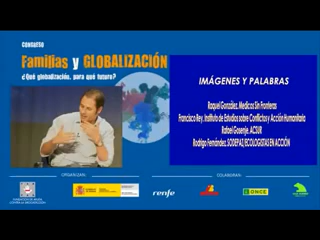 CONGRESO
Familias y GLOBALIZACIÓN
¿Qué globalización, para qué futuro?
IMÁGENES Y PALABRAS
Raquel González. Medicos Sin Fronteras
Francisco Rey. Instituto de Estudios sobre Conflictos y Acción Humanitaria
Rafael Gosenje. ACSUR
Rodrigo Fernández. SODEPAZ/ECOLOGISTAS EN ACCIÓN
ORGANIZAN:
COLABORAN:
renfe
ONCE